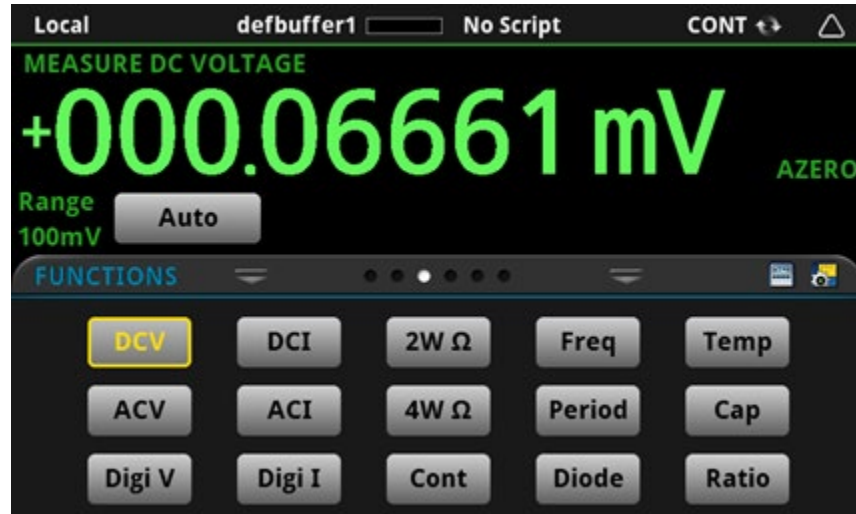 Local defbuffer1 No Script CONT
MEASURE DC VOLTAGE
+000.06661 mV
AZERO
Range
100mV Auto
FUNCTIONS
DCV DCI 2W Ω Freq Temp
ACV ACI 4W Ω Period Cap
Digi V Digi I Cont Diode Ratio